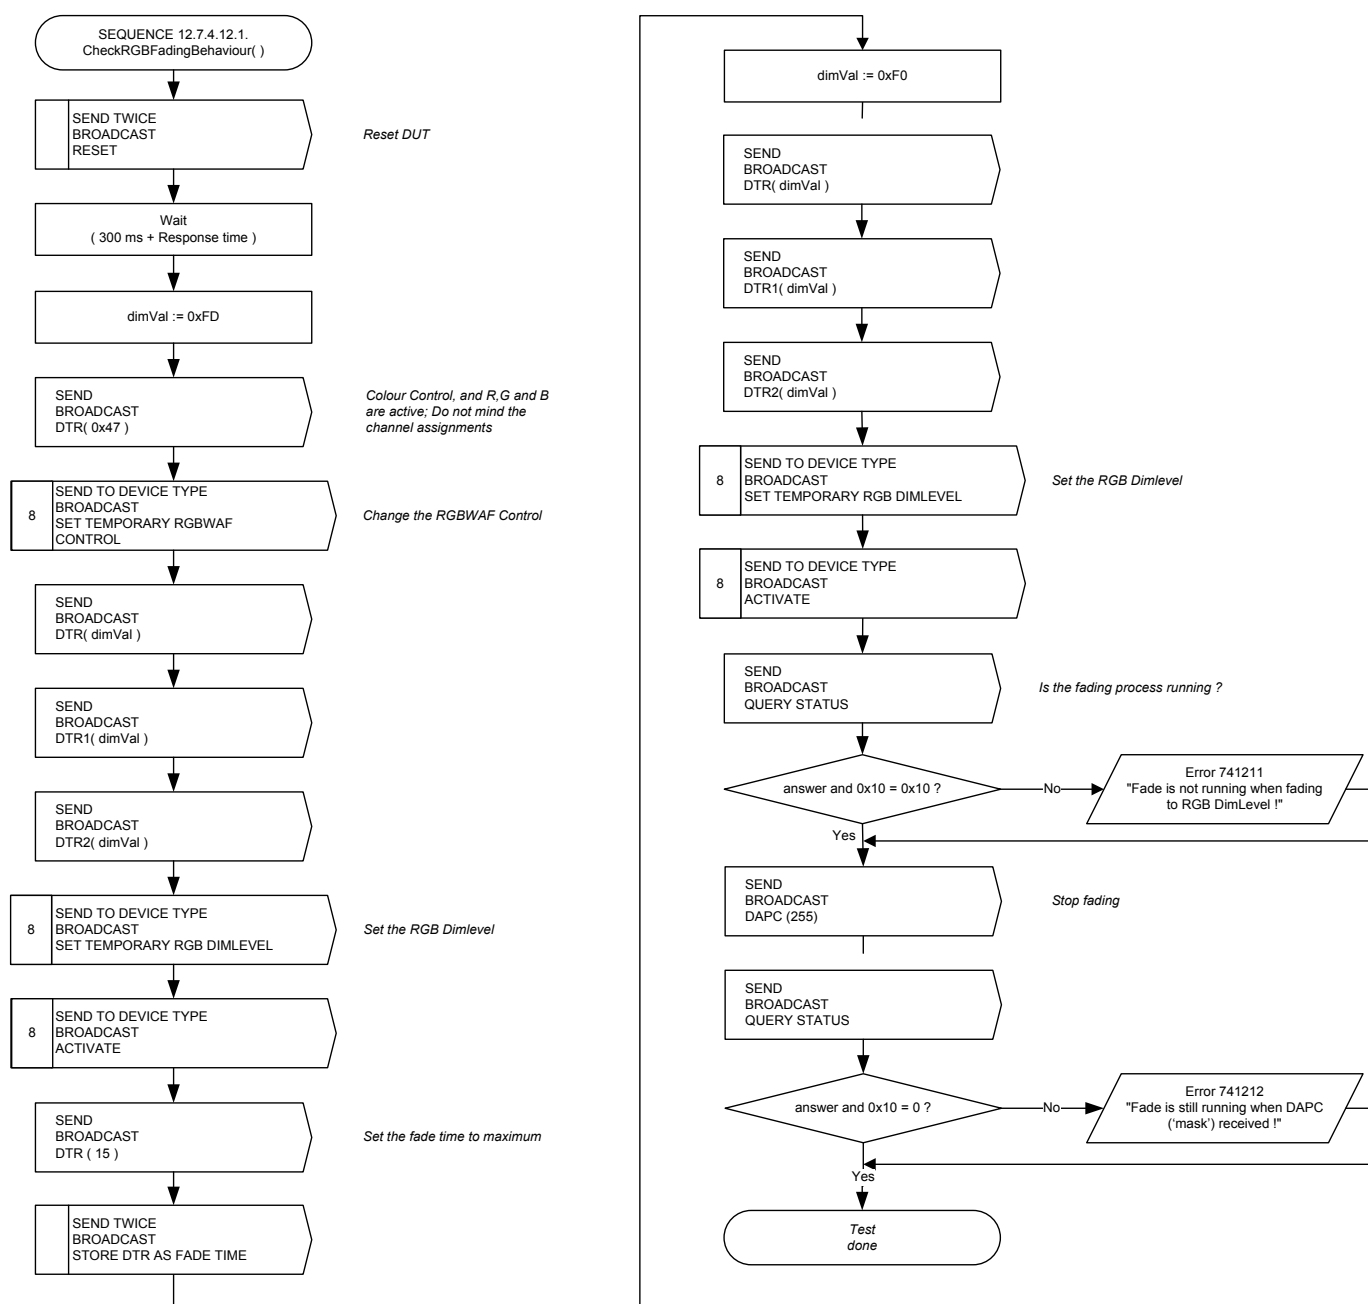 SEQUENCE 12.7.4.12.1.
CheckRGBFadingBehaviour( )
SEND TWICE
BROADCAST
RESET
Reset DUT
Wait
( 300 ms + Response time )
dimVal := 0xFD
SEND
BROADCAST
DTR( 0x47 )
Colour Control, and R,G and B
are active; Do not mind the
channel assignments
8
SEND TO DEVICE TYPE
BROADCAST
SET TEMPORARY RGBWAF
CONTROL
Change the RGBWAF Control
SEND
BROADCAST
DTR( dimVal )
SEND
BROADCAST
DTR1( dimVal )
SEND
BROADCAST
DTR2( dimVal )
8
SEND TO DEVICE TYPE
BROADCAST
SET TEMPORARY RGB DIMLEVEL
Set the RGB Dimlevel
8
SEND TO DEVICE TYPE
BROADCAST
ACTIVATE
SEND
BROADCAST
DTR ( 15 )
Set the fade time to maximum
SEND TWICE
BROADCAST
STORE DTR AS FADE TIME
dimVal := 0xF0
SEND
BROADCAST
DTR( dimVal )
SEND
BROADCAST
DTR1( dimVal )
SEND
BROADCAST
DTR2( dimVal )
8
SEND TO DEVICE TYPE
BROADCAST
SET TEMPORARY RGB DIMLEVEL
Set the RGB Dimlevel
8
SEND TO DEVICE TYPE
BROADCAST
ACTIVATE
SEND
BROADCAST
QUERY STATUS
Is the fading process running ?
answer and 0x10 = 0x10 ?
No
Error 741211
"Fade is not running when fading
to RGB DimLevel !"
Yes
SEND
BROADCAST
DAPC (255)
Stop fading
SEND
BROADCAST
QUERY STATUS
answer and 0x10 = 0 ?
No
Error 741212
"Fade is still running when DAPC
(‘mask’) received !"
Yes
Test
done